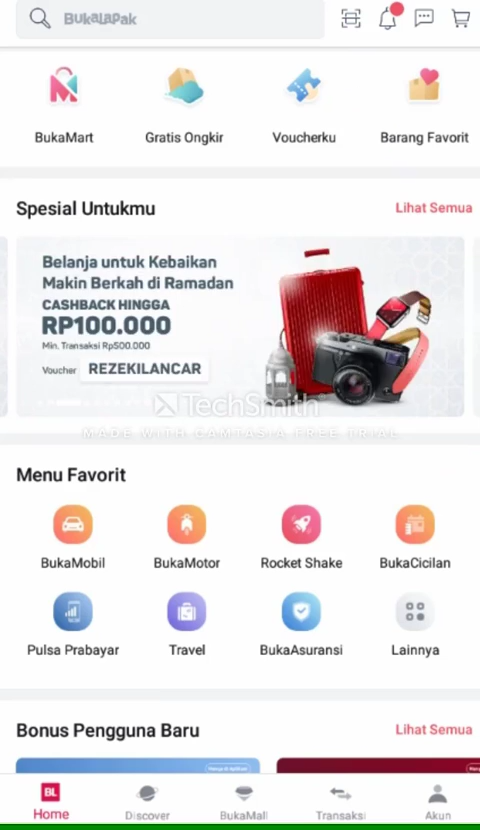 BukaLapak
BukaMart
Gratis Ongkir
Voucherku
Barang Favorit
Spesial Untukmu
Lihat Semua
Belanja untuk Kebaikan
Makin Berkah di Ramadan
CASHBACK HINGGA
RP100.000
Min. Transaksi Rp500.000
Voucher REZEKILANCAR
TechSmith
MADE WITH CAMTASIA FREE TRIAL
Menu Favorit
BukaMobil
BukaMotor
Rocket Shake
BukaCicilan
Pulsa Prabayar
Travel
BukaAsuransi
Lainnya
Bonus Pengguna Baru
Lihat Semua
BL
Home
Discover
BukaMall
Transaksi
Akun